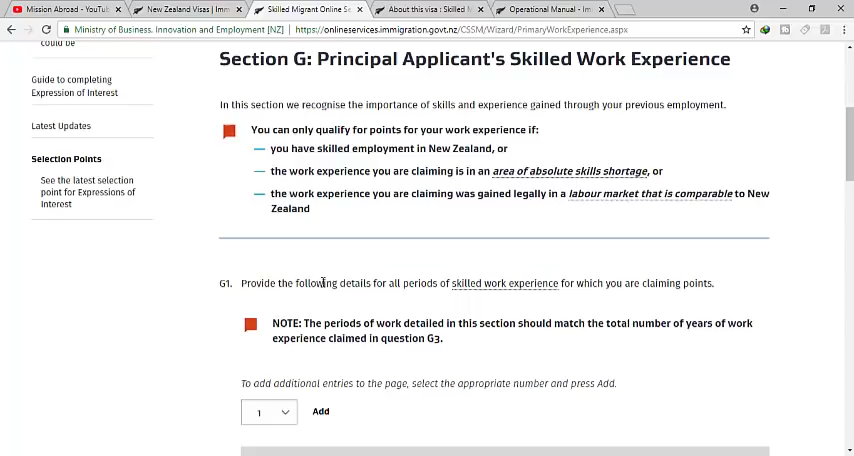 Mission Abroad - YouTub
New Zealand Visas | Imm
Skilled Migrant Online Se
About this visa : Skilled M
Operational Manual - Im
Ministry of Business. Innovation and Employment [NZ] | https://onlineservices.immigration.govt.nz/CSSM/Wizard/PrimaryWorkExperience.aspx
could be
Guide to completing
Expression of Interest
Latest Updates
Selection Points
See the latest selection
point for Expressions of
Interest
Section G: Principal Applicant's Skilled Work Experience
In this section we recognise the importance of skills and experience gained through your previous employment.
You can only qualify for points for your work experience if:
— you have skilled employment in New Zealand, or
— the work experience you are claiming is in an area of absolute skills shortage, or
— the work experience you are claiming was gained legally in a labour market that is comparable to New
Zealand
G1. Provide the following details for all periods of skilled work experience for which you are claiming points.
NOTE: The periods of work detailed in this section should match the total number of years of work
experience claimed in question G3.
To add additional entries to the page, select the appropriate number and press Add.
1 Add